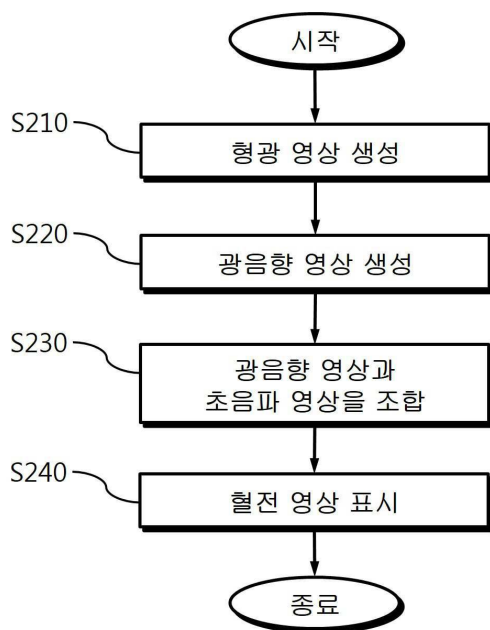 시작
S210
형광 영상 생성
S220
광음향 영상 생성
S230
광음향 영상과
초음파 영상을 조합
S240
혈전 영상 표시
종료